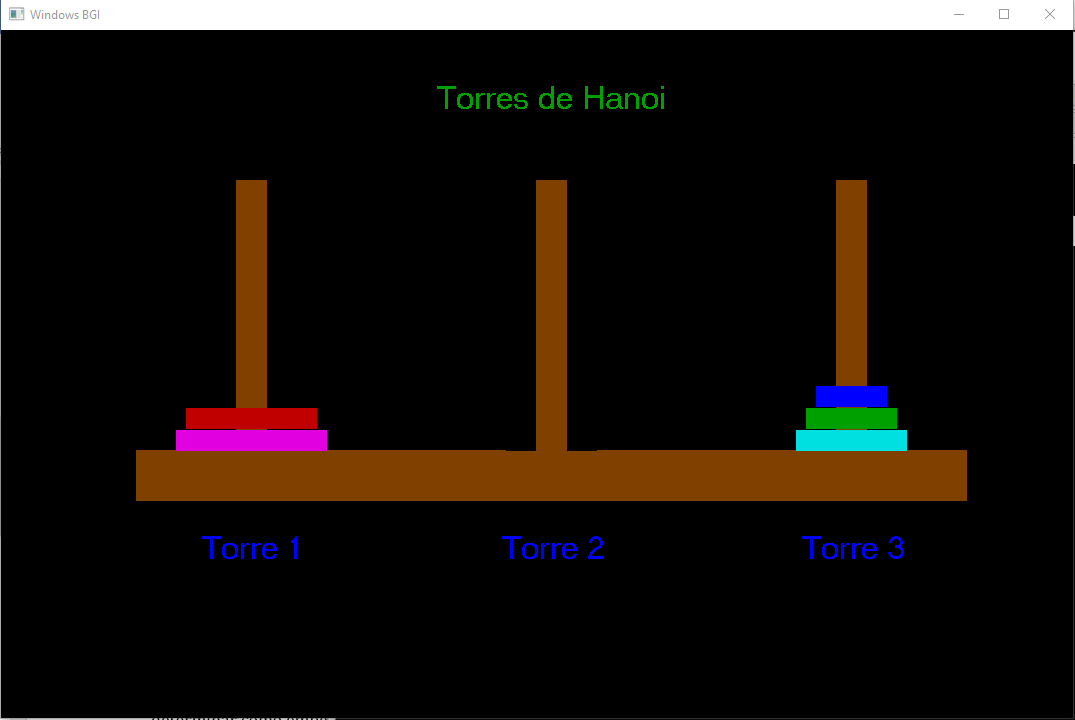 Windows BGI
Torres de Hanoi
Torre 1 Torre 2 Torre 3